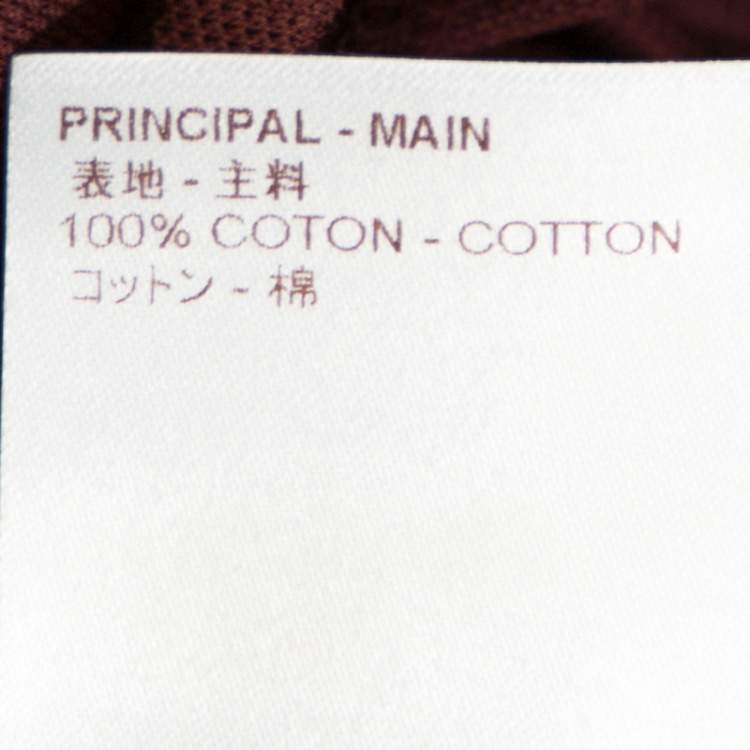 PRINCIPAL - MAIN
表地 - 主料
100% COTON - COTTON
コットン - 棉